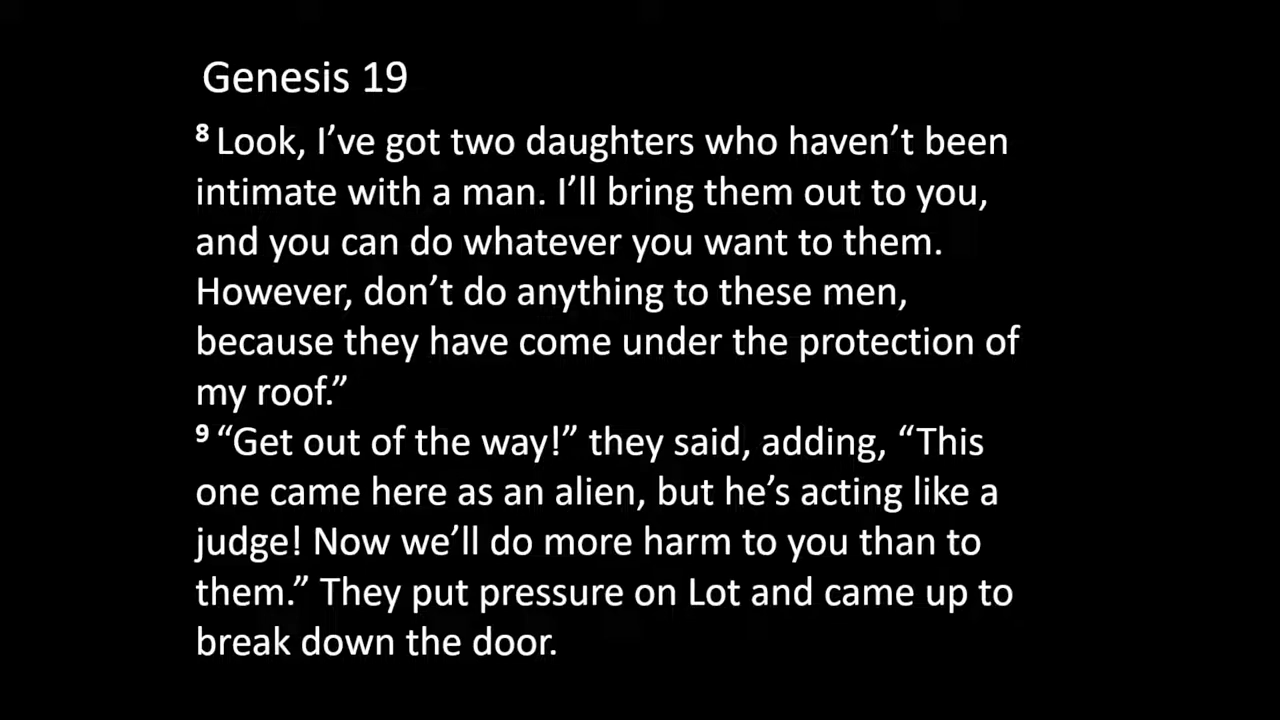 Genesis 19
8 Look, I’ve got two daughters who haven’t been
intimate with a man. I’ll bring them out to you,
and you can do whatever you want to them.
However, don’t do anything to these men,
because they have come under the protection of
my roof.”
9 “Get out of the way!” they said, adding, “This
one came here as an alien, but he’s acting like a
judge! Now we’ll do more harm to you than to
them.” They put pressure on Lot and came up to
break down the door.